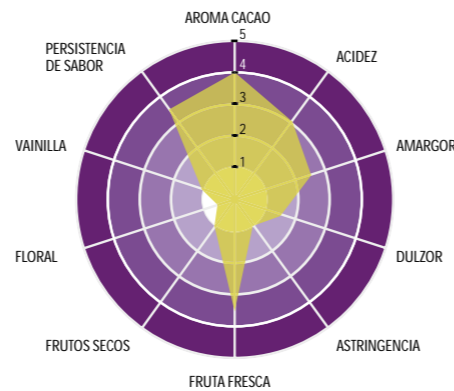 AROMA CACAO
5
4
3
2
1
ACIDEZ
AMARGOR
DULZOR
ASTRINGENCIA
FRUTA FRESCA
FRUTOS SECOS
FLORAL
VAINILLA
PERSISTENCIA
DE SABOR